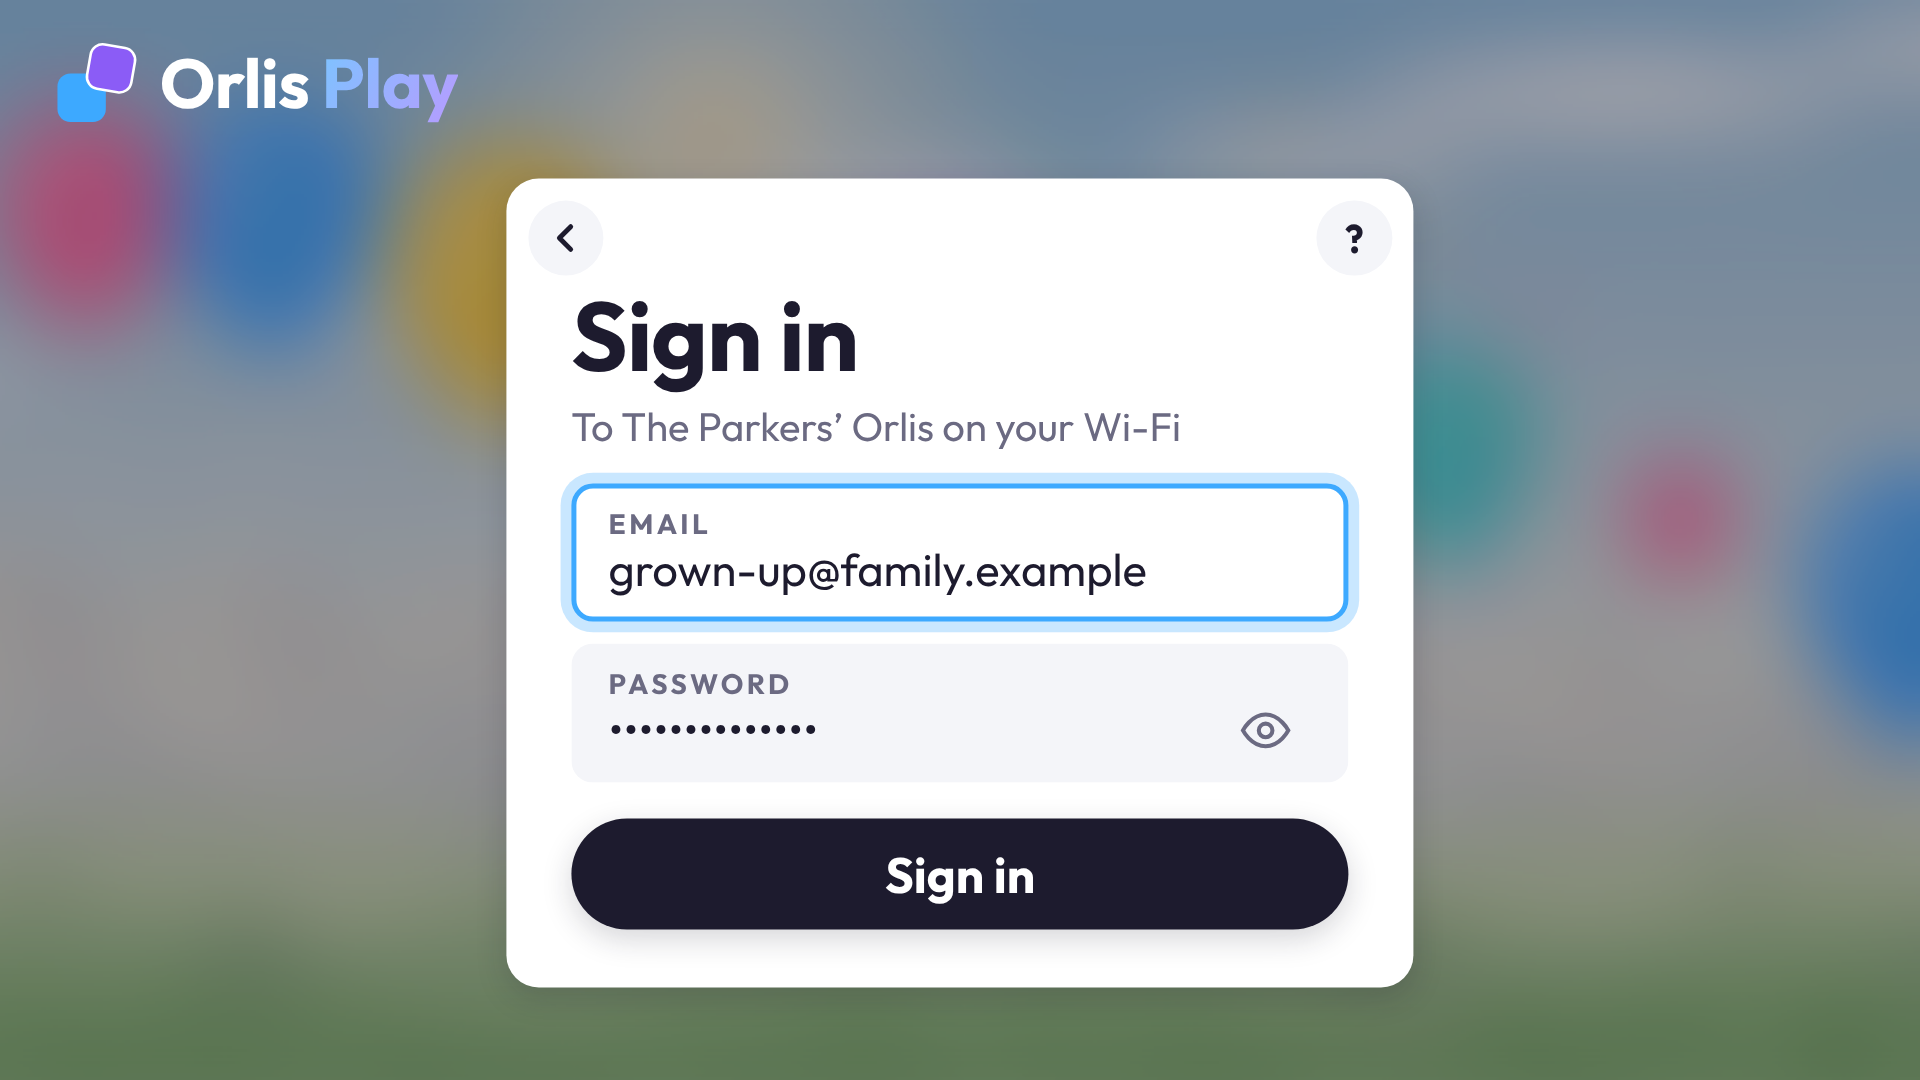 Orlis Play
?
Sign in
To The Parkers’ Orlis on your Wi-Fi
EMAIL
grown-up@family.example
PASSWORD
••••••••••••••
Sign in